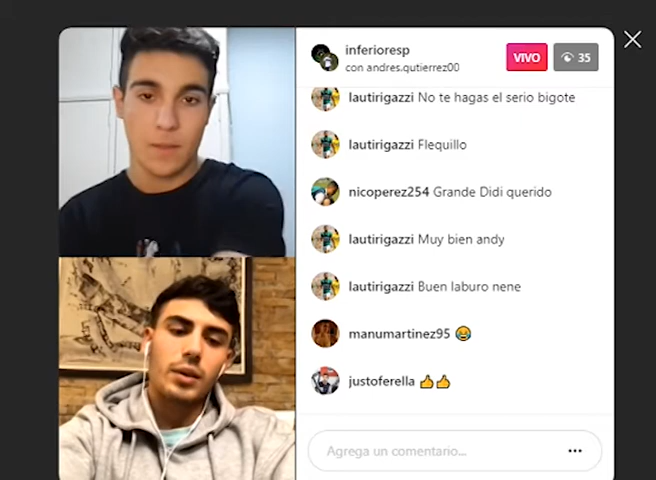 inferioresp
con andres.gutierrez00
VIVO
35
lautirigazzi No te hagas el serio bigote
lautirigazzi Flequillo
nicoperez254 Grande Didi querido
lautirigazzi Muy bien andy
lautirigazzi Buen laburo nene
manumartinez95 😂
justoferella 👍👍
Agrega un comentario...